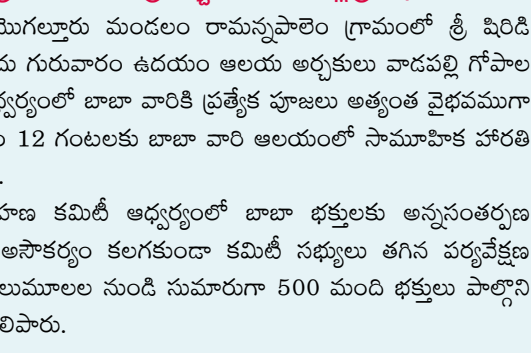 మొగల్తూరు మండలం రామన్నపాలెం గ్రామంలో శ్రీ షిరిడి
దు గురువారం ఉదయం ఆలయ అర్చకులు వాడపల్లి గోపాల
ధ్వర్యంలో బాబా వారికి ప్రత్యేక పూజలు అత్యంత వైభవముగా
ం 12 గంటలకు బాబా వారి ఆలయంలో సామూహిక హారతి
.
హణ కమిటీ ఆధ్వర్యంలో బాబా భక్తులకు అన్నసంతర్పణ
అసౌకర్యం కలగకుండా కమిటీ సభ్యులు తగిన పర్యవేక్షణ
లుమూలల నుండి సుమారుగా 500 మంది భక్తులు పాల్గొని
లిపారు.